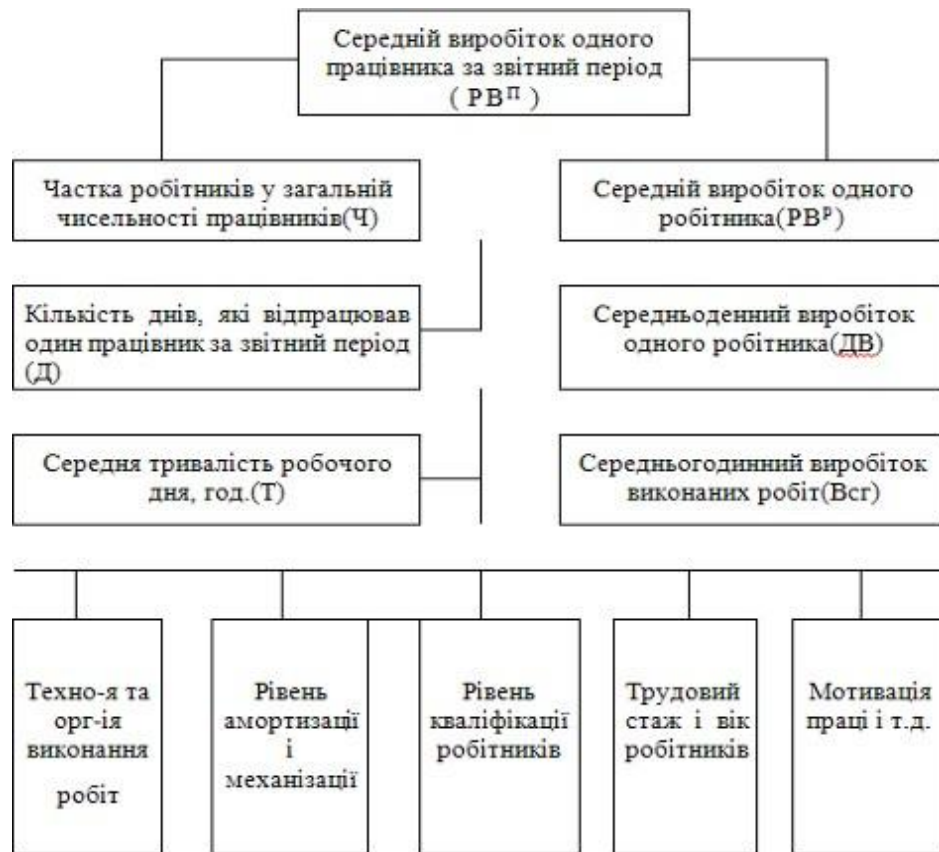 Середній виробіток одного
працівника за звітний період
( РВᴨ )
Частка робітників у загальній
чисельності працівників(Ч)
Середній виробіток одного
робітника(РВᵖ)
Кількість днів, які відпрацював
один працівник за звітний період
(Д)
Середньоденний виробіток
одного робітника(ДВ)
Середня тривалість робочого
дня, год.(Т)
Середньогодинний виробіток
виконаних робіт(Всг)
Техно-я та
орг-ія
виконання
робіт
Рівень
амортизації
і
механізації
Рівень
кваліфікації
робітників
Трудовий
стаж і вік
робітників
Мотивація
праці і т.д.